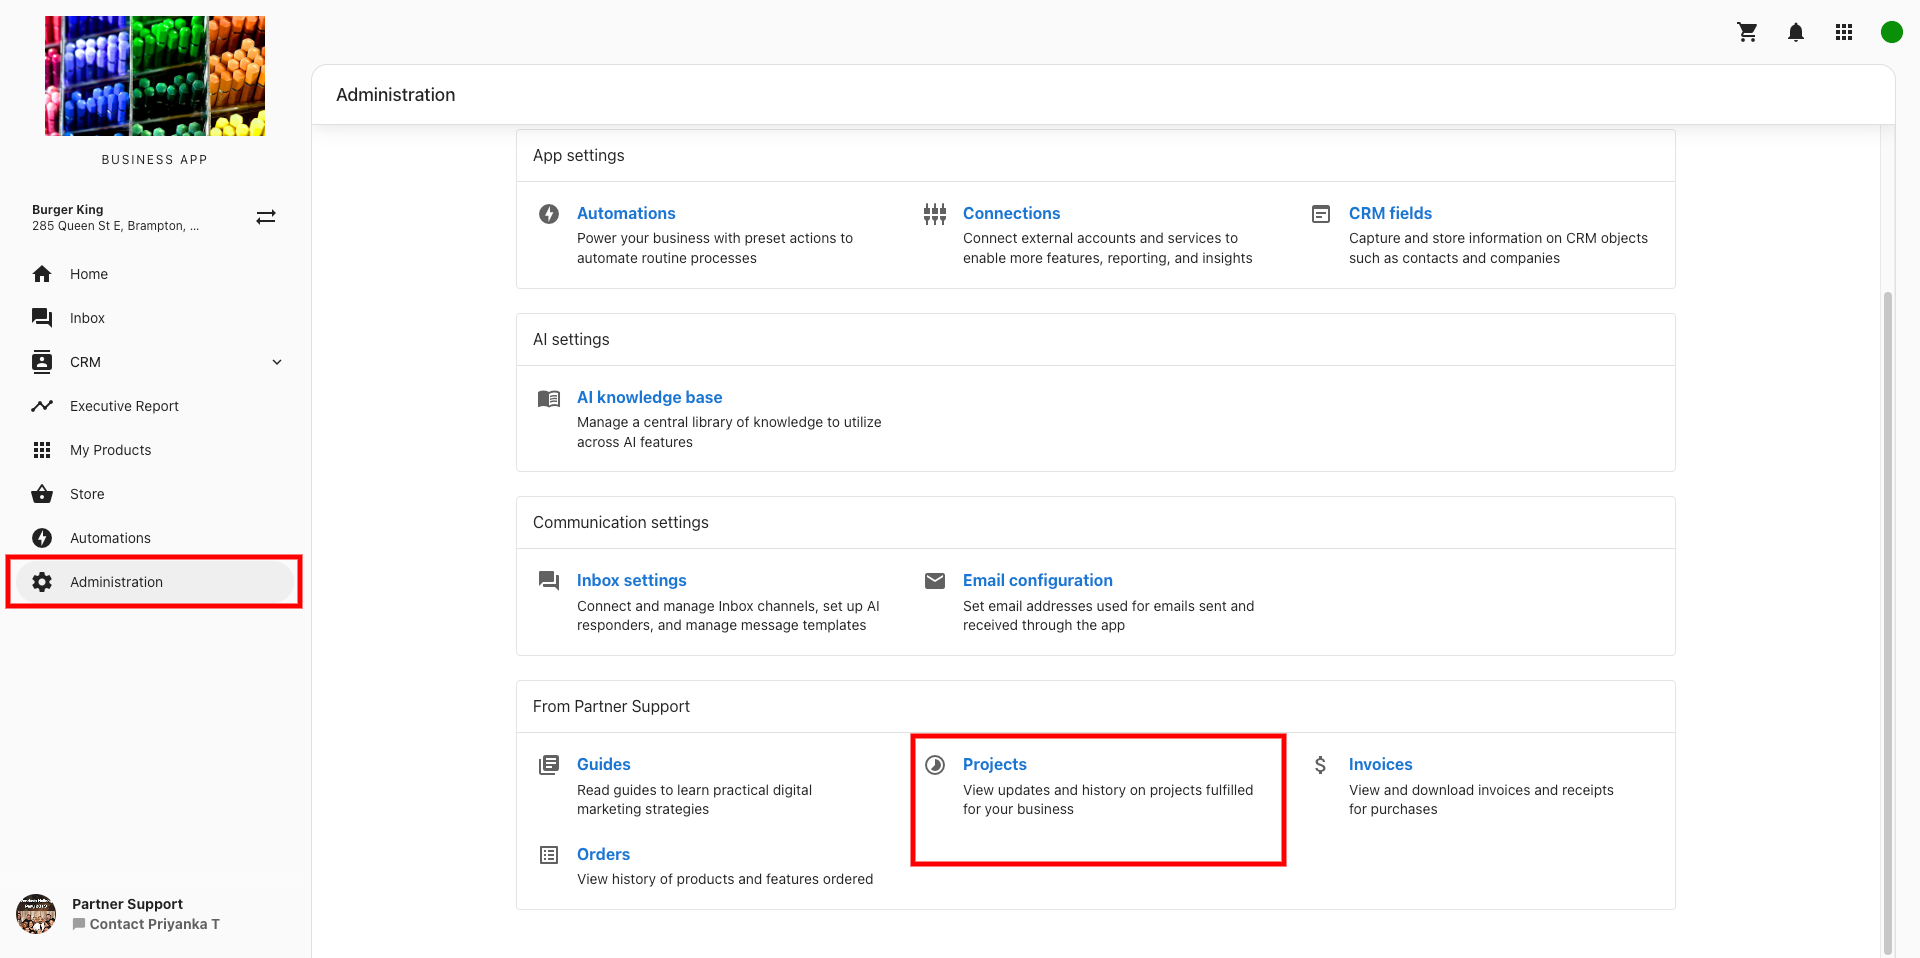 BUSINESS APP
Burger King
285 Queen St E, Brampton, ...
Home
Inbox
CRM
Executive Report
My Products
Store
Automations
Administration
Partner Support
Contact Priyanka T
Administration
App settings
Automations
Power your business with preset actions to
automate routine processes
Connections
Connect external accounts and services to
enable more features, reporting, and insights
CRM fields
Capture and store information on CRM objects
such as contacts and companies
AI settings
AI knowledge base
Manage a central library of knowledge to utilize
across AI features
Communication settings
Inbox settings
Connect and manage Inbox channels, set up AI
responders, and manage message templates
Email configuration
Set email addresses used for emails sent and
received through the app
From Partner Support
Guides
Read guides to learn practical digital
marketing strategies
Projects
View updates and history on projects fulfilled
for your business
Invoices
View and download invoices and receipts
for purchases
Orders
View history of products and features ordered